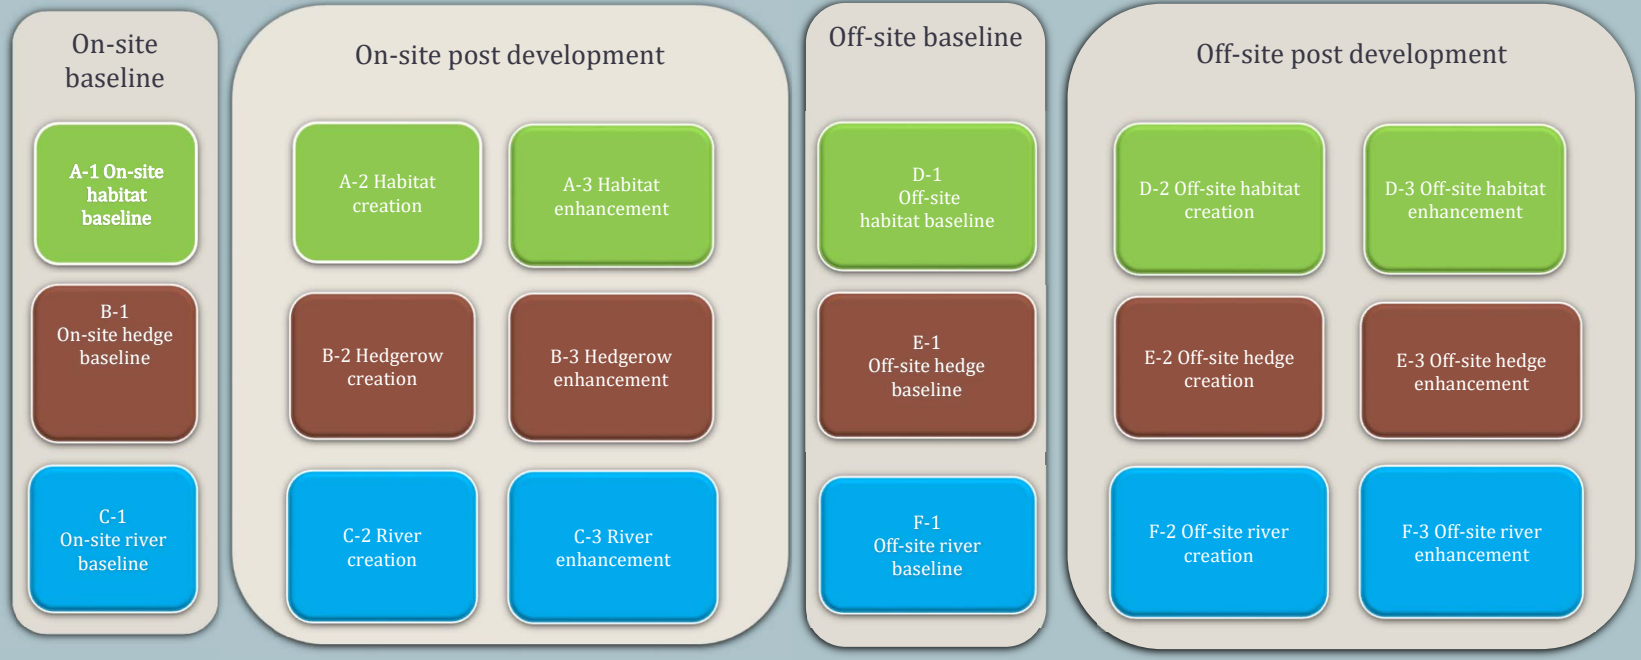 On-site
baseline
A-1 On-site
habitat
baseline
B-1
On-site hedge
baseline
C-1
On-site river
baseline
On-site post development
A-2 Habitat
creation
A-3 Habitat
enhancement
B-2 Hedgerow
creation
B-3 Hedgerow
enhancement
C-2 River
creation
C-3 River
enhancement
Off-site baseline
D-1
Off-site
habitat baseline
E-1
Off-site hedge
baseline
F-1
Off-site river
baseline
Off-site post development
D-2 Off-site habitat
creation
D-3 Off-site habitat
enhancement
E-2 Off-site hedge
creation
E-3 Off-site hedge
enhancement
F-2 Off-site river
creation
F-3 Off-site river
enhancement